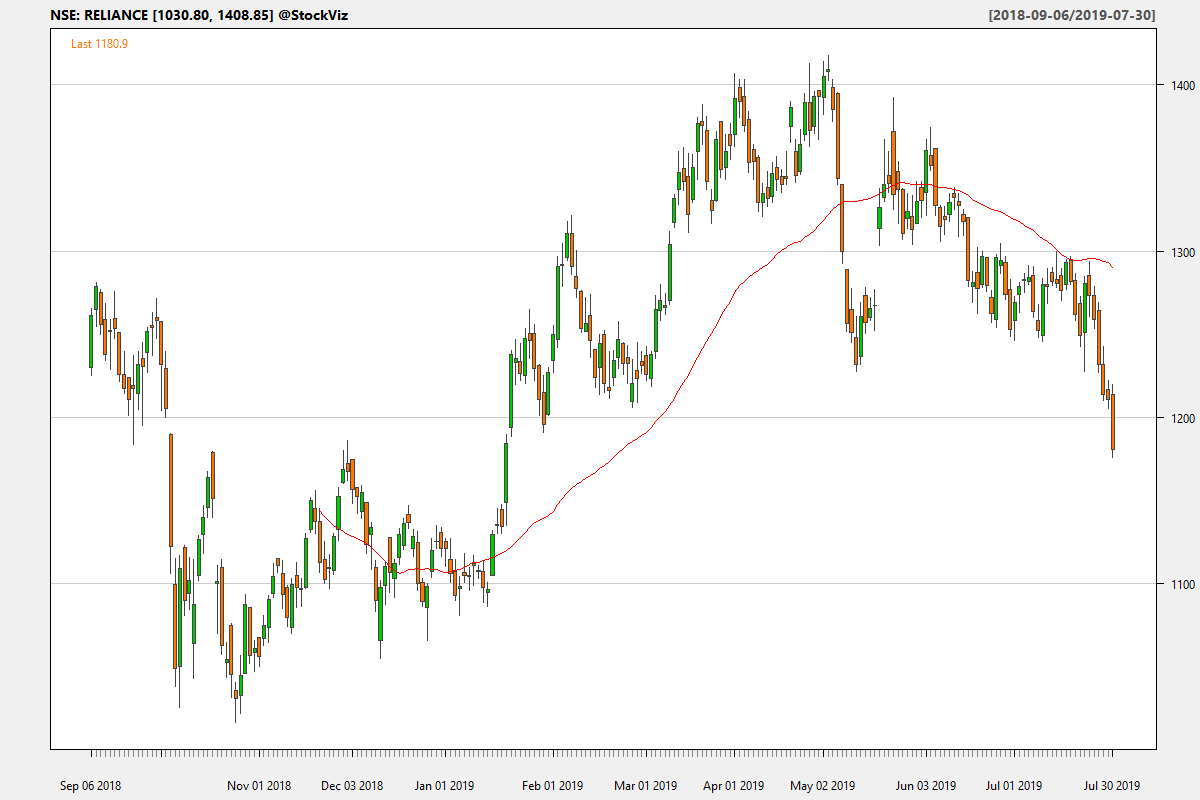 NSE: RELIANCE [1030.80, 1408.85] @StockViz [2018-09-06/2019-07-30]
Last 1180.9
1400
1300
1200
1100
Sep 06 2018 Nov 01 2018 Dec 03 2018 Jan 01 2019 Feb 01 2019 Mar 01 2019 Apr 01 2019 May 02 2019 Jun 03 2019 Jul 01 2019 Jul 30 2019